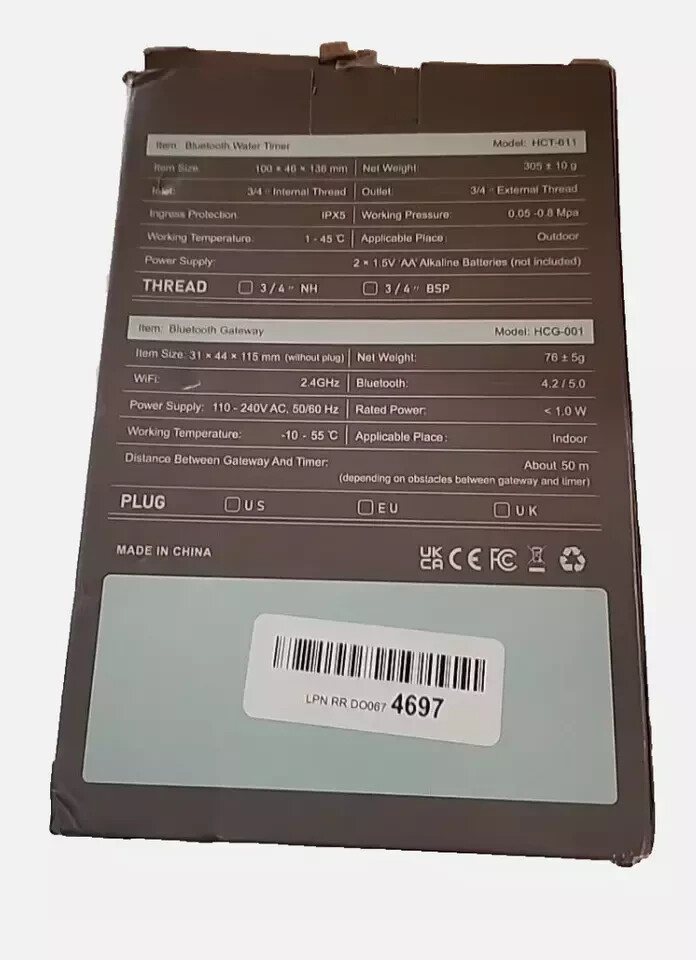 Item: Bluetooth Water Timer Model: HCT-011
Item Size: 100 × 46 × 136 mm Net Weight: 305 ± 10 g
Inlet: 3/4 " Internal Thread Outlet: 3/4 " External Thread
Ingress Protection: IPX5 Working Pressure: 0.05 -0.8 Mpa
Working Temperature: 1 - 45 ℃ Applicable Place: Outdoor
Power Supply: 2 × 1.5V 'AA' Alkaline Batteries (not included)
THREAD ☐ 3/4" NH ☐ 3/4" BSP
Item: Bluetooth Gateway Model: HCG-001
Item Size: 31 × 44 × 115 mm (without plug) Net Weight: 76 ± 5g
WiFi: 2.4GHz Bluetooth: 4.2 / 5.0
Power Supply: 110 - 240V AC, 50/60 Hz Rated Power: < 1.0 W
Working Temperature: -10 - 55 ℃ Applicable Place: Indoor
Distance Between Gateway And Timer: About 50 m
(depending on obstacles between gateway and timer)
PLUG ☐ US ☐ EU ☐ UK
MADE IN CHINA UK CA CE FC
LPN RR DO067 4697